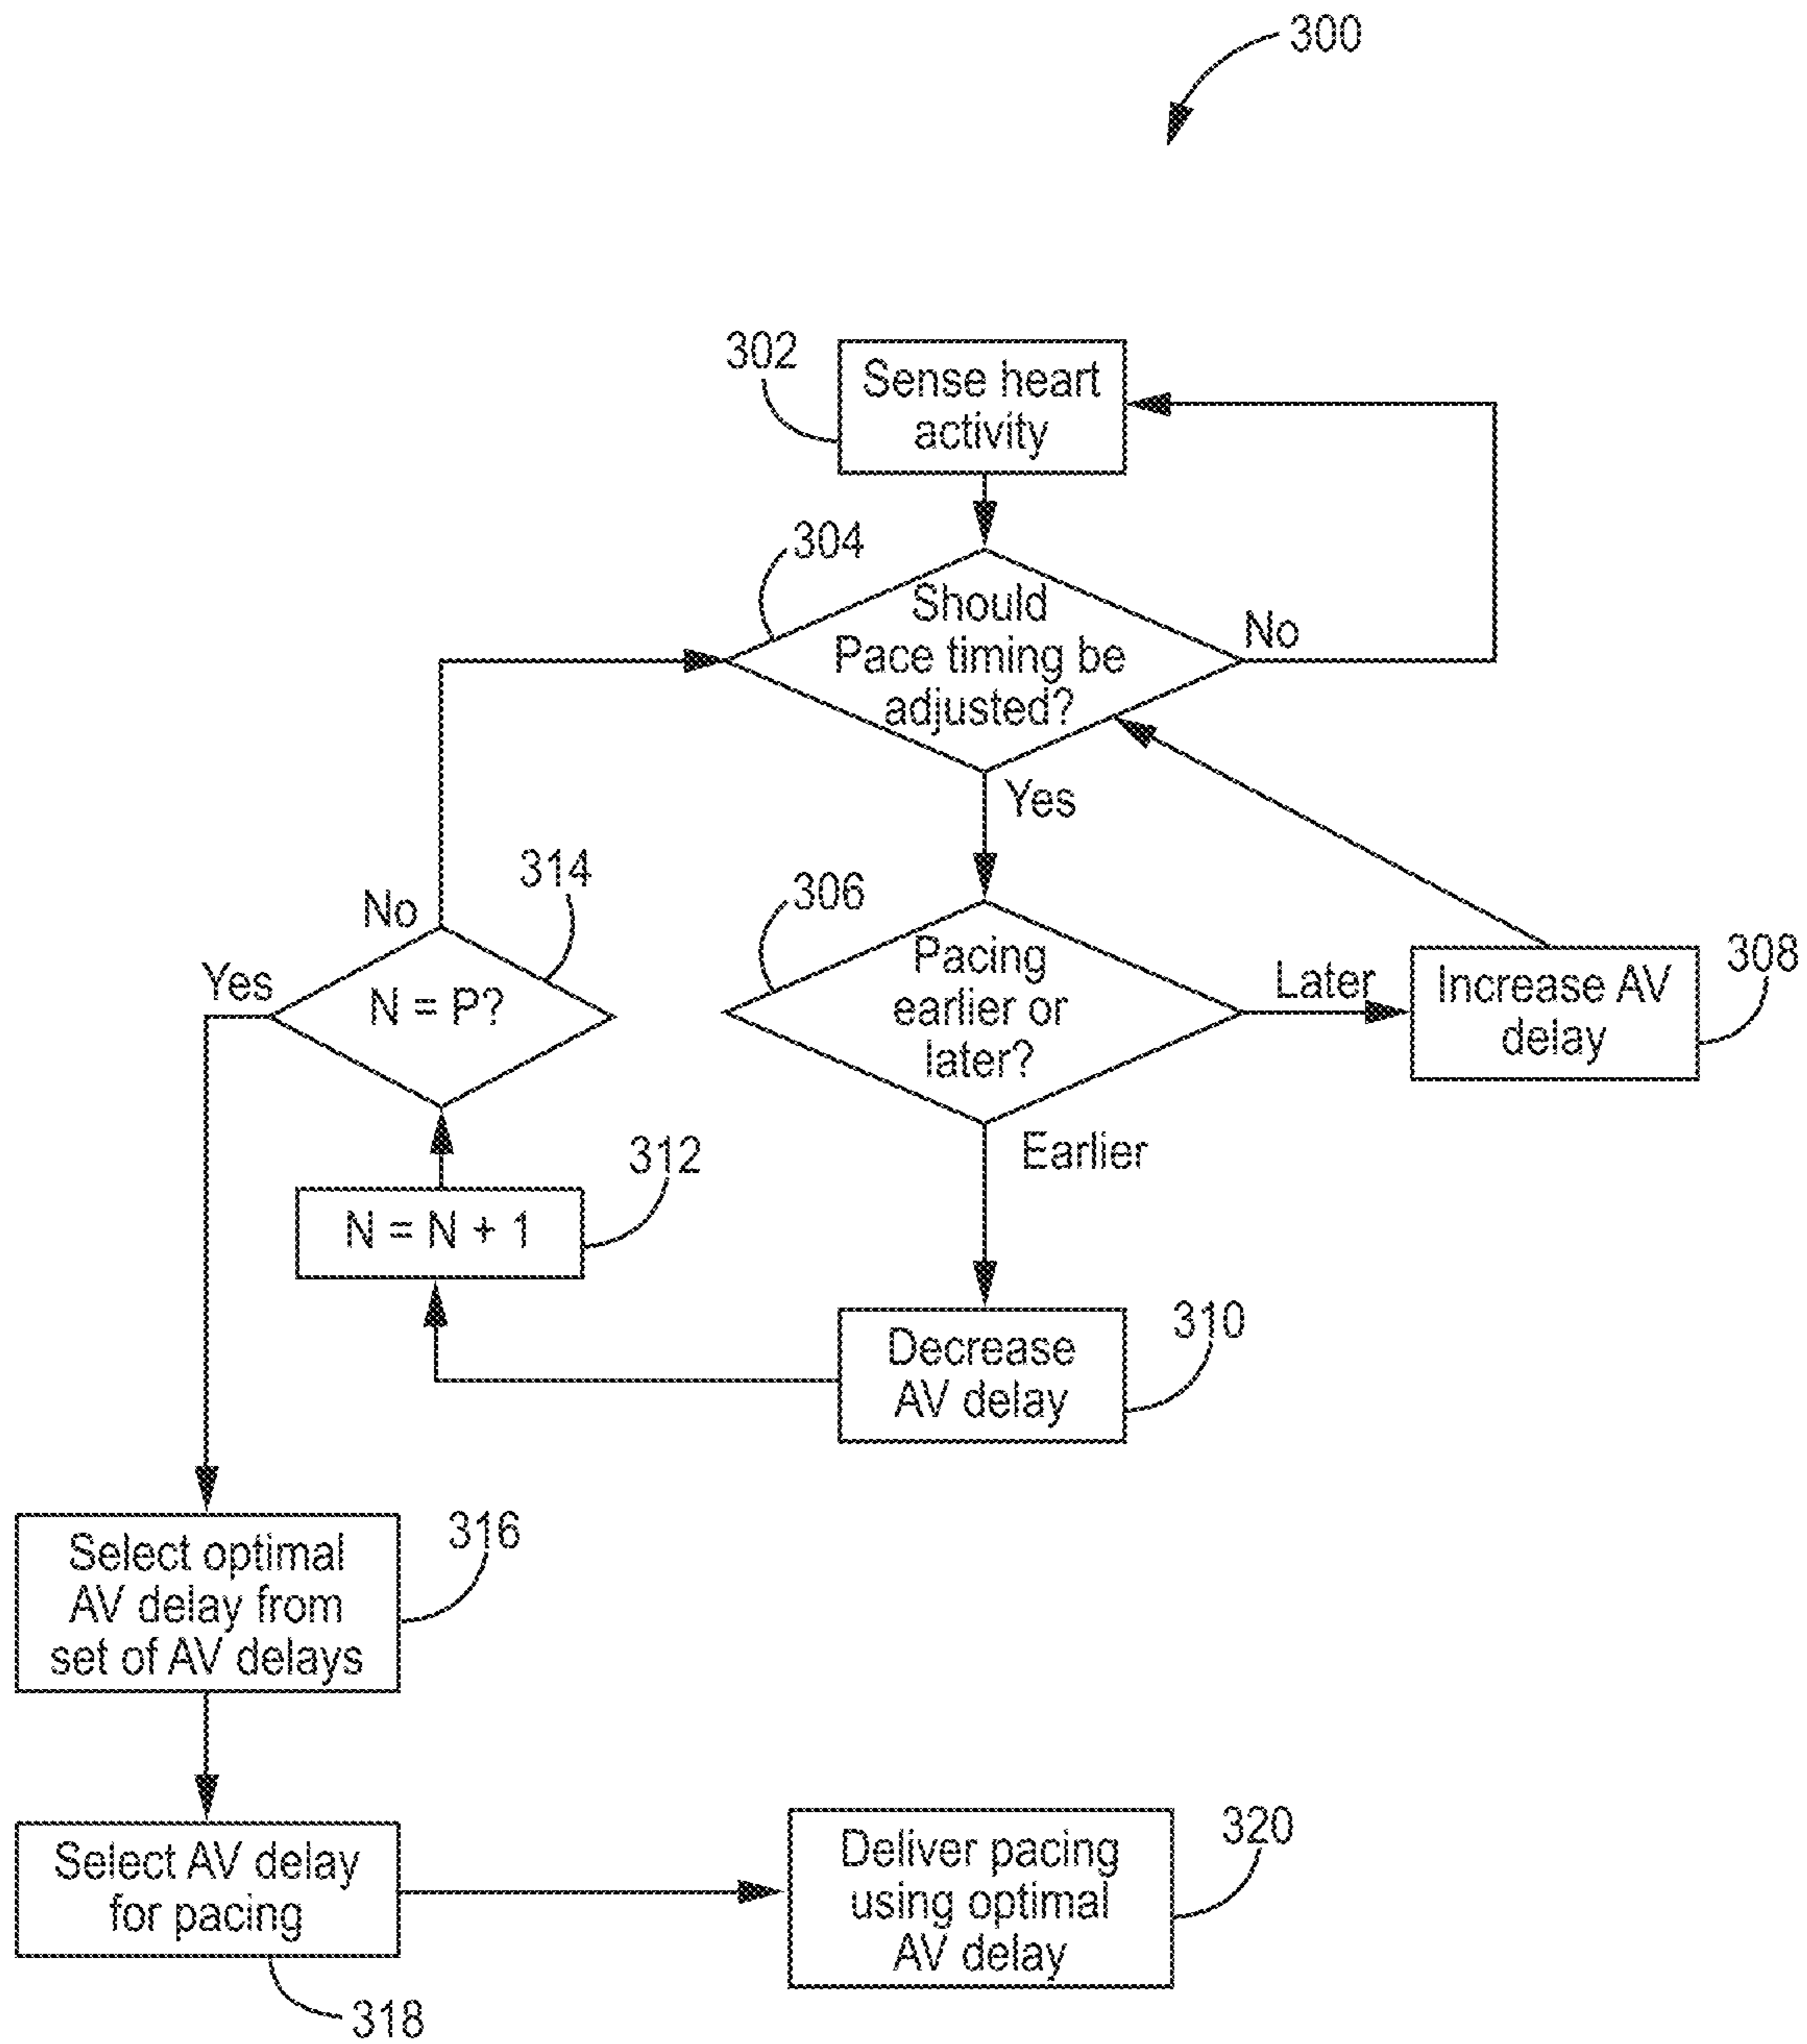 300
302
Sense heart
activity
304
Should
Pace timing be
adjusted?
No
Yes
314
No
Yes
N = P?
306
Pacing
earlier or
later?
Later
308
Increase AV
delay
Earlier
312
N = N + 1
310
Decrease
AV delay
316
Select optimal
AV delay from
set of AV delays
Select AV delay
for pacing
318
320
Deliver pacing
using optimal
AV delay